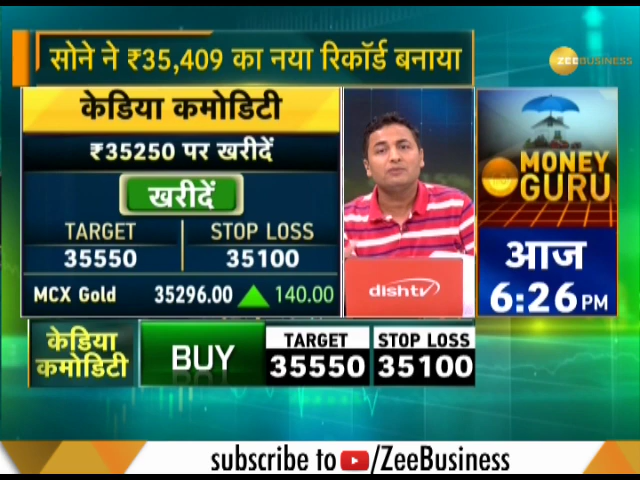 सोने ने ₹35,409 का नया रिकॉर्ड बनाया
ZEEBUSINESS
केडिया कमोडिटी
₹35250 पर खरीदें
खरीदें
TARGET STOP LOSS
35550 35100
MCX Gold 35296.00 140.00
dishtv
MONEY
GURU
आज
6:26 PM
केडिया
कमोडिटी
BUY
TARGET STOP LOSS
35550 35100
subscribe to /ZeeBusiness